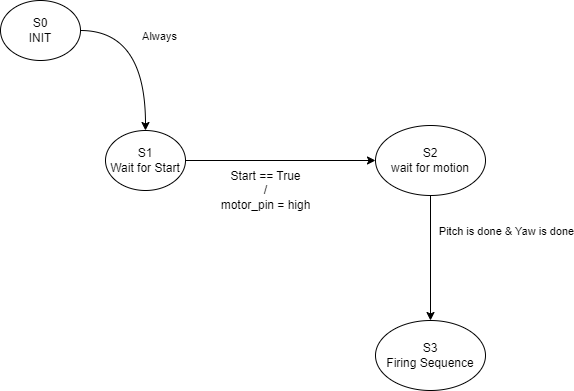 S0
INIT
Always
S1
Wait for Start
Start == True
/
motor_pin = high
S2
wait for motion
Pitch is done & Yaw is done
S3
Firing Sequence